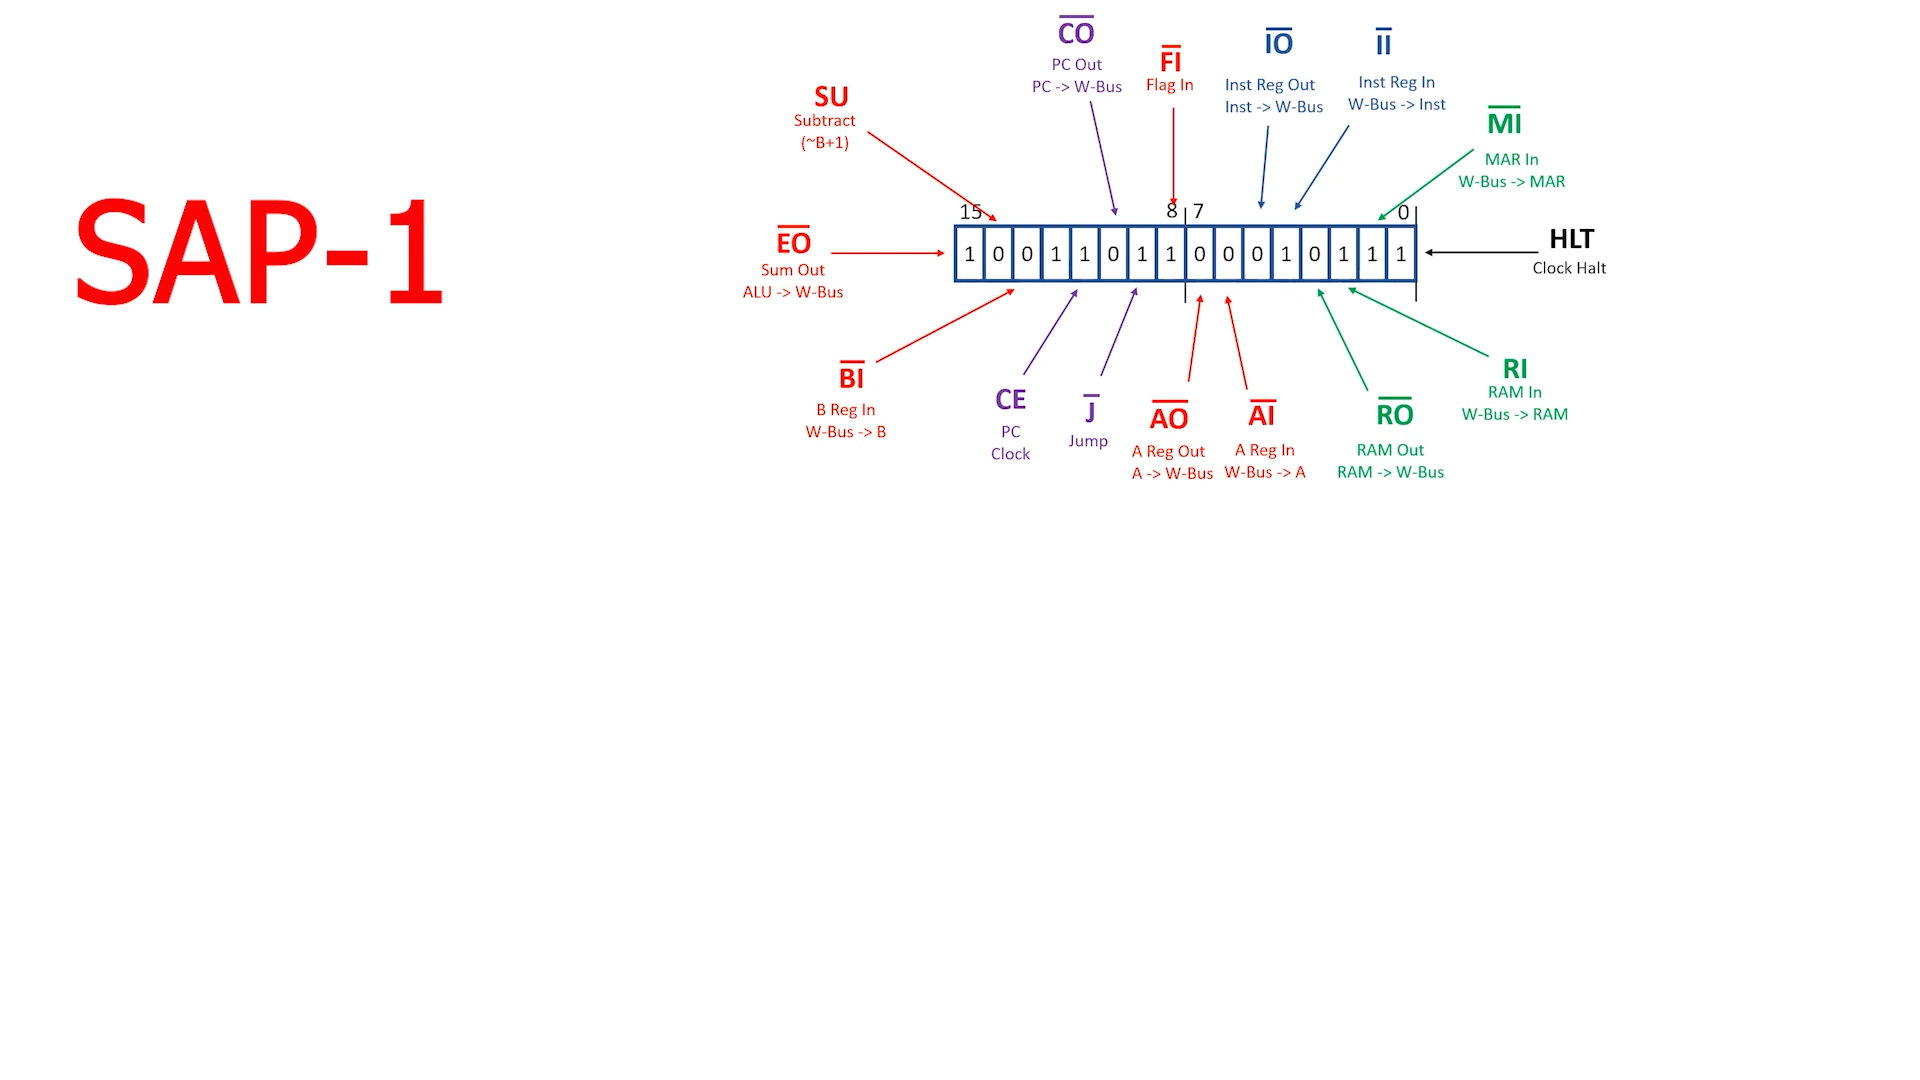 SAP-1
CO
PC Out
PC -> W-Bus
FI
Flag In
IO
Inst Reg Out
Inst -> W-Bus
II
Inst Reg In
W-Bus -> Inst
SU
Subtract
(~B+1)
MI
MAR In
W-Bus -> MAR
15 8 7 0
EO
Sum Out
ALU -> W-Bus
1 0 0 1 1 0 1 1 0 0 0 1 0 1 1 1
HLT
Clock Halt
BI
B Reg In
W-Bus -> B
CE
PC
Clock
J
Jump
AO
A Reg Out
A -> W-Bus
AI
A Reg In
W-Bus -> A
RO
RAM Out
RAM -> W-Bus
RI
RAM In
W-Bus -> RAM